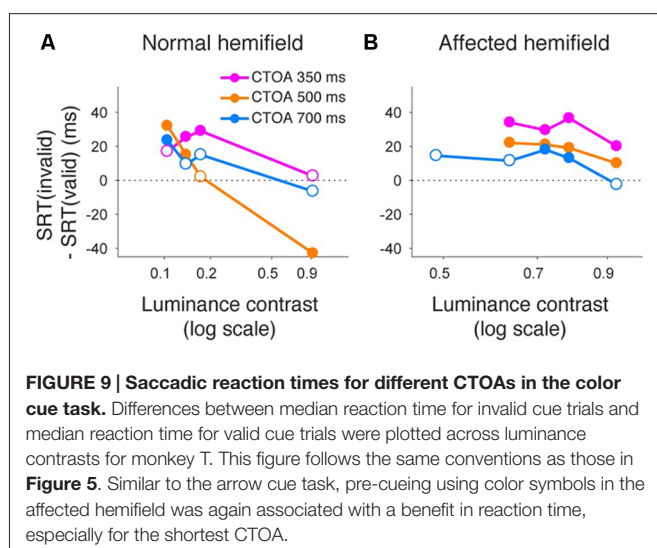 A Normal hemifield
B Affected hemifield
CTOA 350 ms
CTOA 500 ms
CTOA 700 ms
SRT(invalid)
- SRT(valid) (ms)
40
20
0
-20
-40
0.1 0.2 0.5 0.9
Luminance contrast
(log scale)
40
20
0
-20
-40
0.5 0.7 0.9
Luminance contrast
(log scale)
FIGURE 9 | Saccadic reaction times for different CTOAs in the color
cue task. Differences between median reaction time for invalid cue trials and
median reaction time for valid cue trials were plotted across luminance
contrasts for monkey T. This figure follows the same conventions as those in
Figure 5. Similar to the arrow cue task, pre-cueing using color symbols in the
affected hemifield was again associated with a benefit in reaction time,
especially for the shortest CTOA.